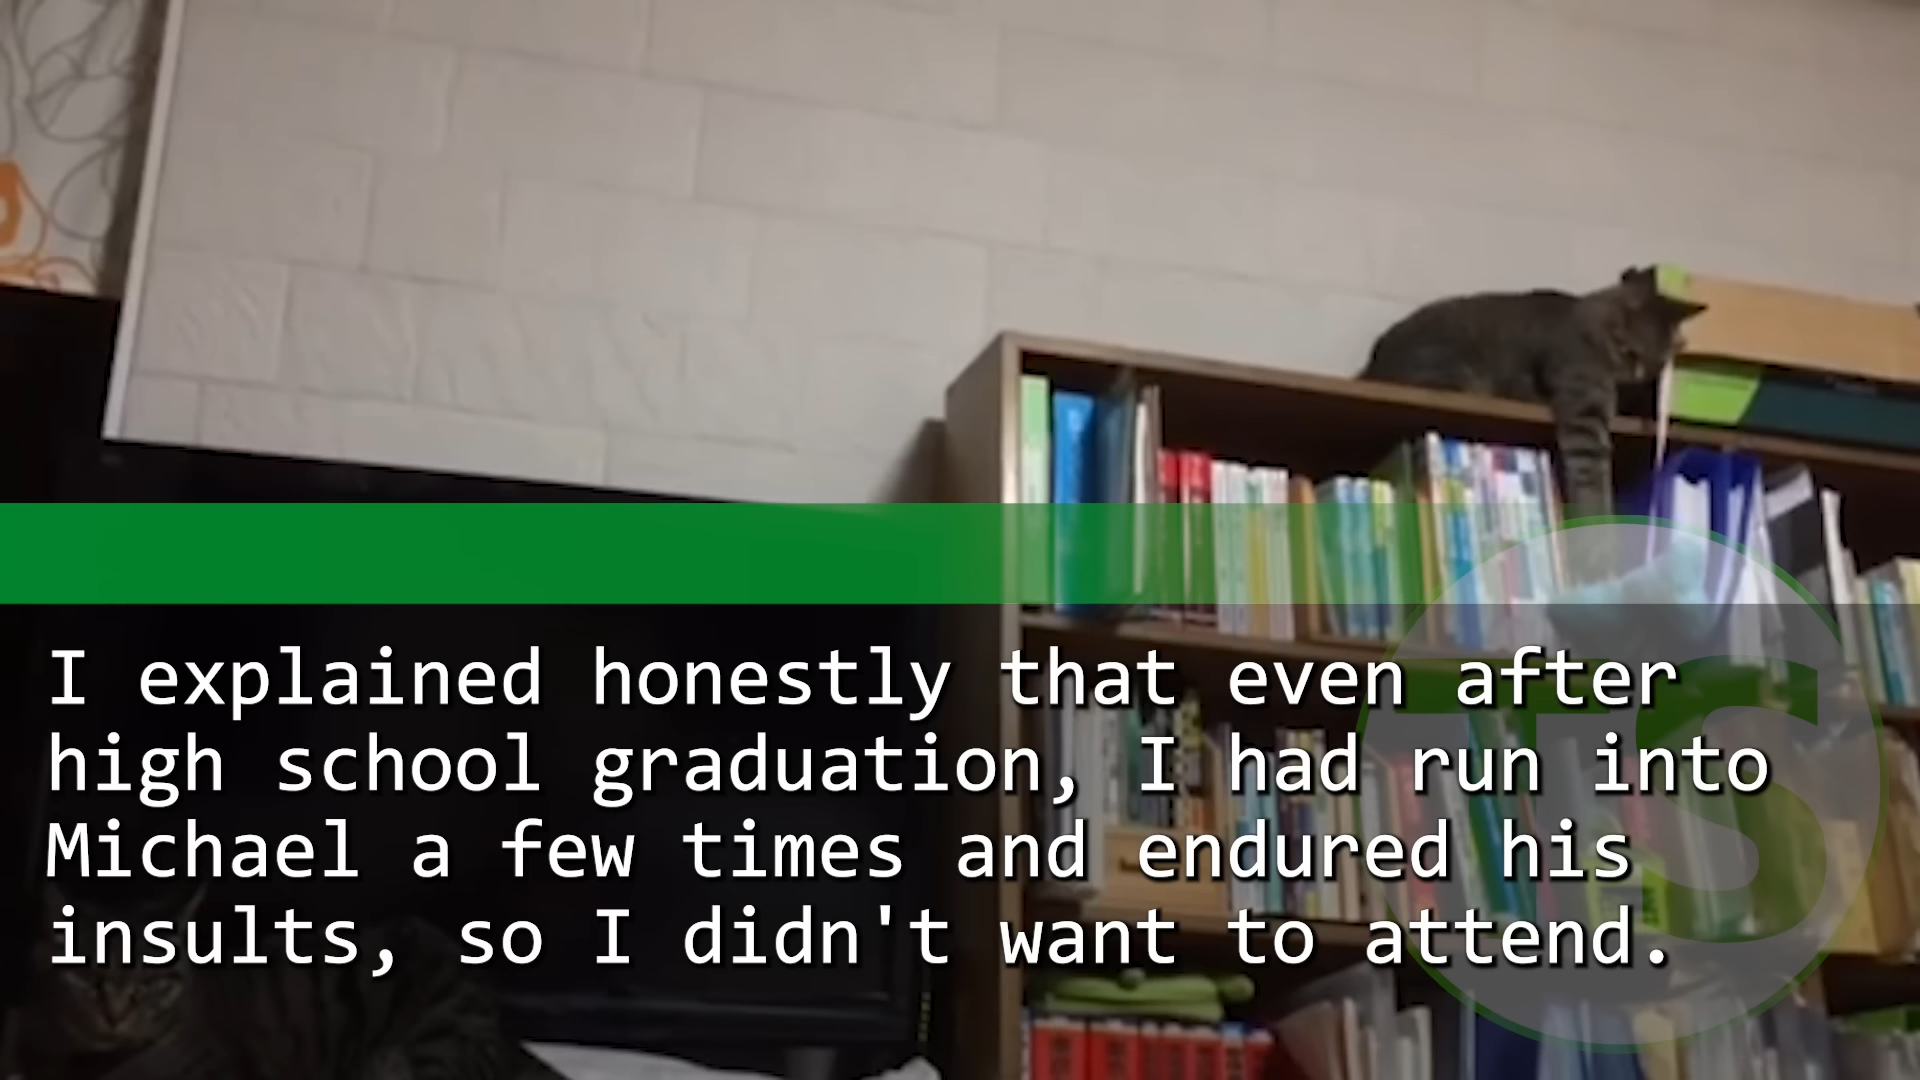 I explained honestly that even after
high school graduation, I had run into
Michael a few times and endured his
insults, so I didn't want to attend.
TS